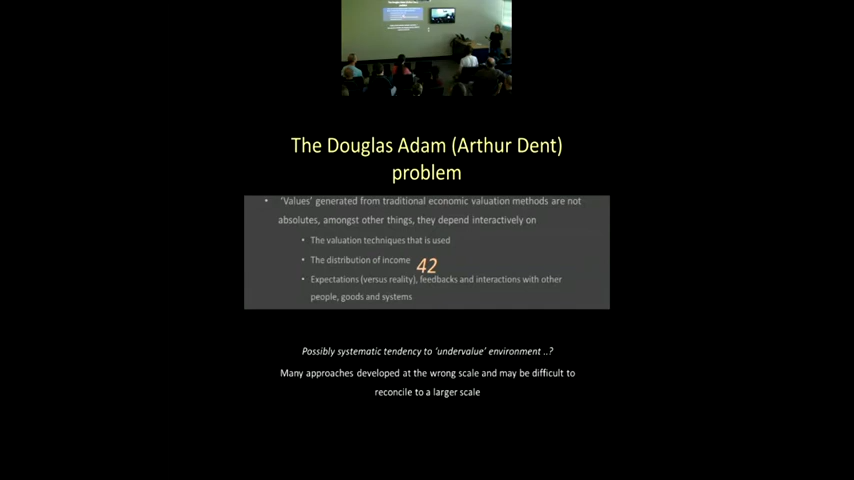 The Douglas Adam (Arthur Dent)
problem
• 'Values' generated from traditional economic valuation methods are not
absolutes, amongst other things, they depend interactively on
• The valuation techniques that is used
• The distribution of income
42
• Expectations (versus reality), feedbacks and interactions with other
people, goods and systems
Possibly systematic tendency to 'undervalue' environment ..?
Many approaches developed at the wrong scale and may be difficult to
reconcile to a larger scale